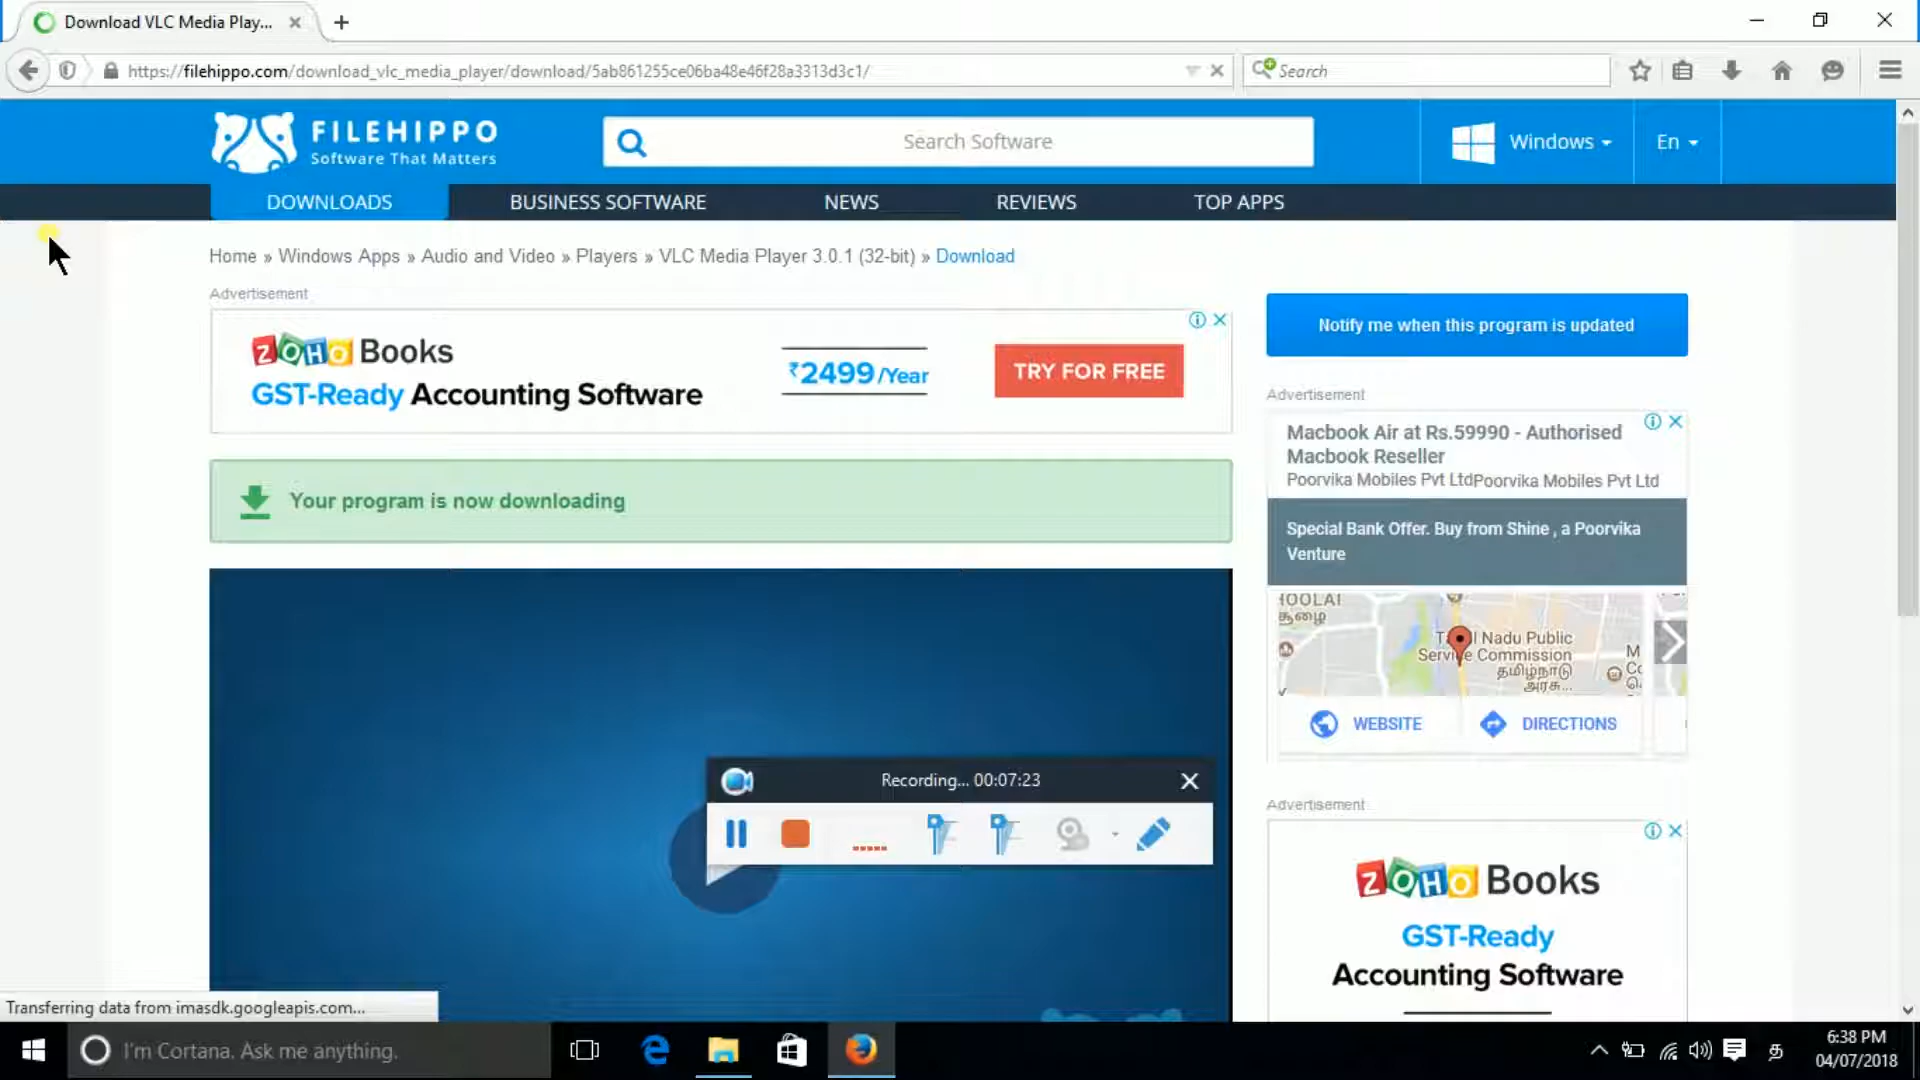 Download VLC Media Play...
https://filehippo.com/download_vlc_media_player/download/5ab861255ce06ba48e46f28a3313d3c1/
Search
FILEHIPPO
Software That Matters
Search Software
Windows
En
DOWNLOADS
BUSINESS SOFTWARE
NEWS
REVIEWS
TOP APPS
Home » Windows Apps » Audio and Video » Players » VLC Media Player 3.0.1 (32-bit) » Download
Advertisement
ZOHO Books
GST-Ready Accounting Software
₹2499/Year
TRY FOR FREE
Notify me when this program is updated
Advertisement
Macbook Air at Rs.59990 - Authorised
Macbook Reseller
Poorvika Mobiles Pvt LtdPoorvika Mobiles Pvt Ltd
Special Bank Offer. Buy from Shine , a Poorvika
Venture
Your program is now downloading
Nadu Public
Service Commission
தமிழ்நாடு
அரசு...
WEBSITE
DIRECTIONS
Recording... 00:07:23
Advertisement
ZOHO Books
GST-Ready
Accounting Software
Transferring data from imasdk.googleapis.com...
I'm Cortana. Ask me anything.
6:38 PM
04/07/2018